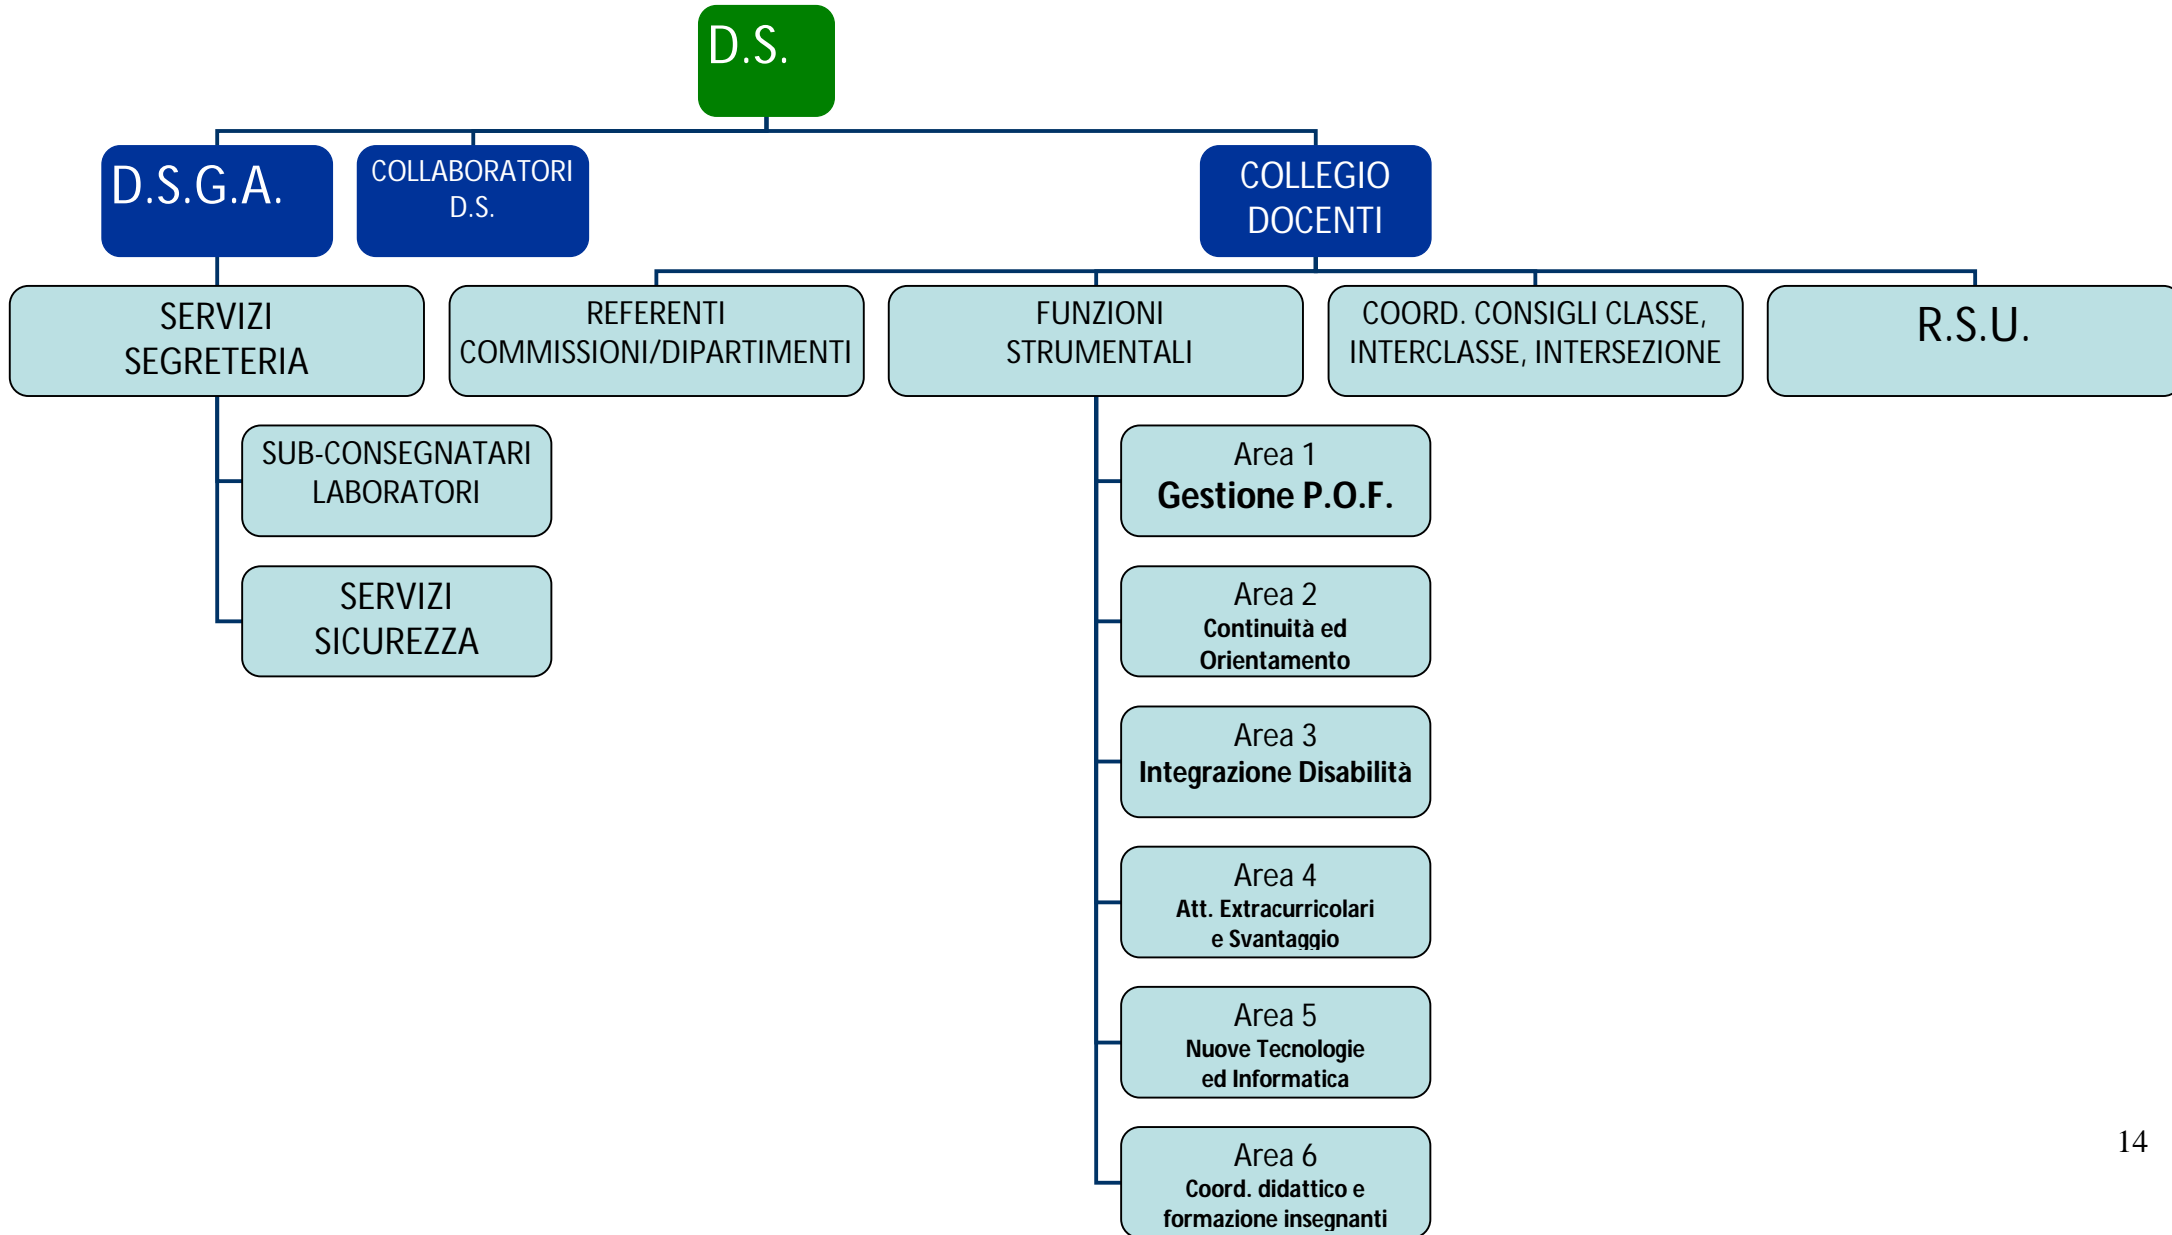 D.S.
D.S.G.A.
COLLABORATORI
D.S.
COLLEGIO
DOCENTI
SERVIZI
SEGRETERIA
REFERENTI
COMMISSIONI/DIPARTIMENTI
FUNZIONI
STRUMENTALI
COORD. CONSIGLI CLASSE,
INTERCLASSE, INTERSEZIONE
R.S.U.
SUB-CONSEGNATARI
LABORATORI
SERVIZI
SICUREZZA
Area 1
Gestione P.O.F.
Area 2
Continuità ed
Orientamento
Area 3
Integrazione Disabilità
Area 4
Att. Extracurricolari
e Svantaggio
Area 5
Nuove Tecnologie
ed Informatica
Area 6
Coord. didattico e
formazione insegnanti
14